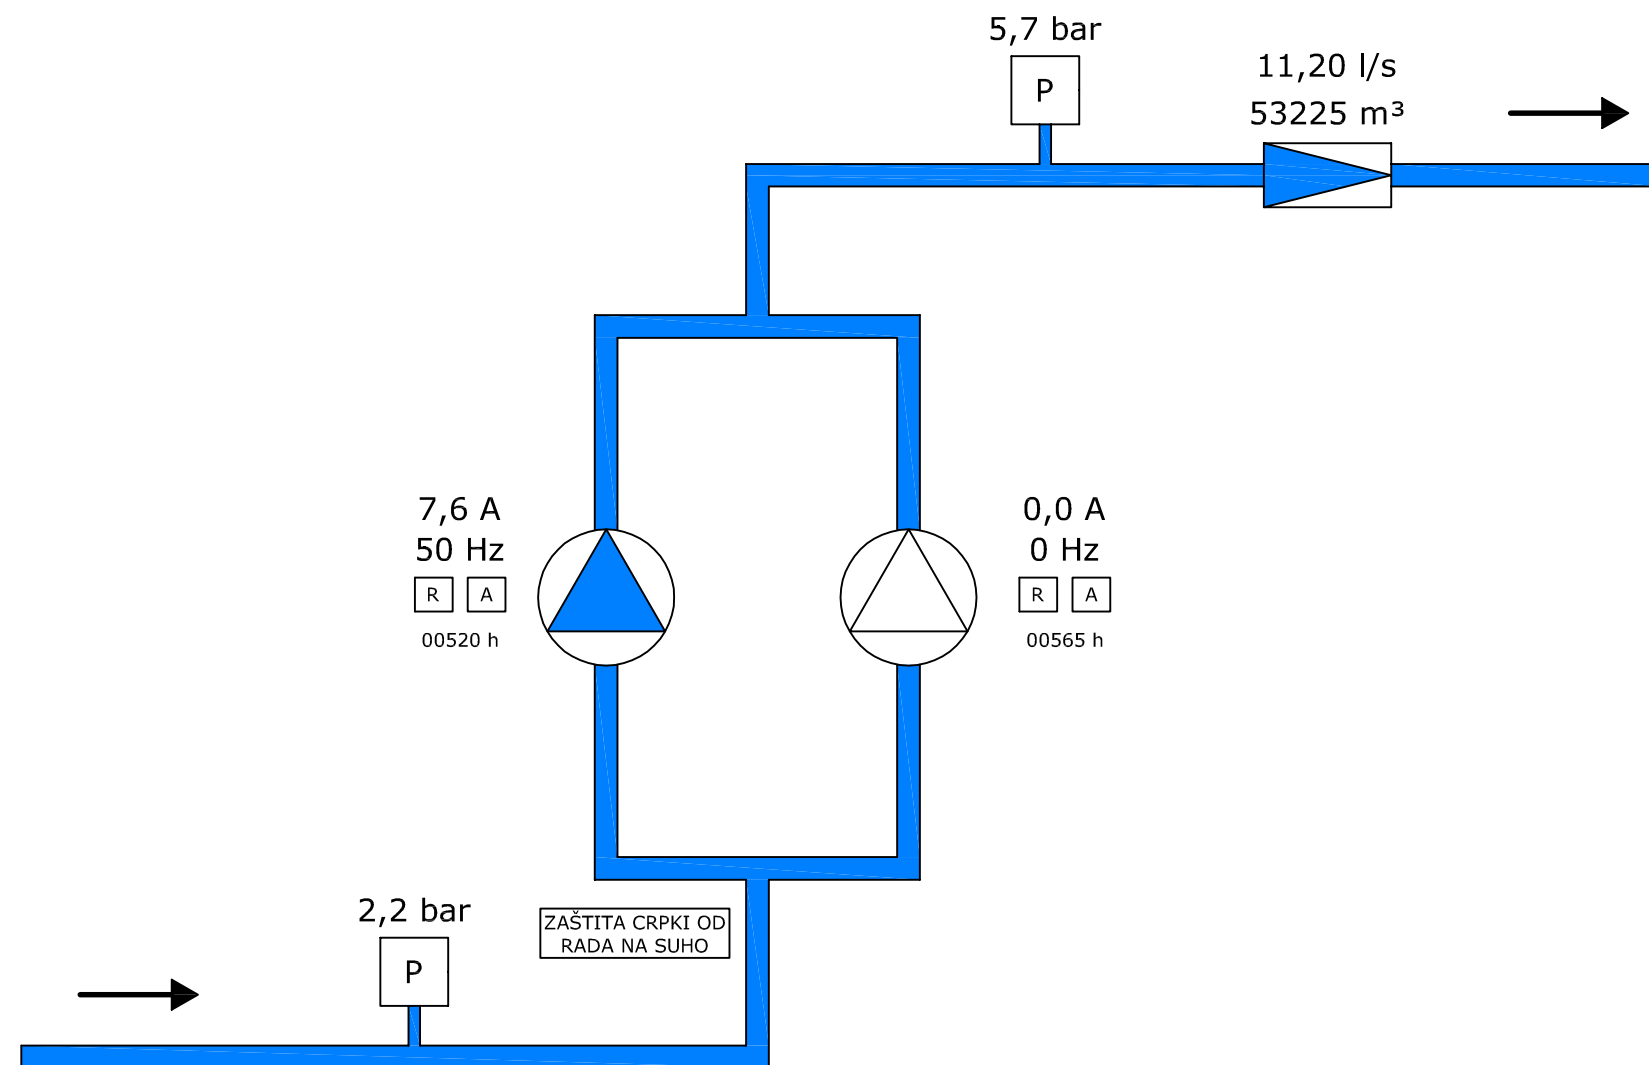 5,7 bar
P
11,20 l/s
53225 m³
7,6 A
50 Hz
R A
00520 h
0,0 A
0 Hz
R A
00565 h
2,2 bar
P
ZAŠTITA CRPKI OD
RADA NA SUHO